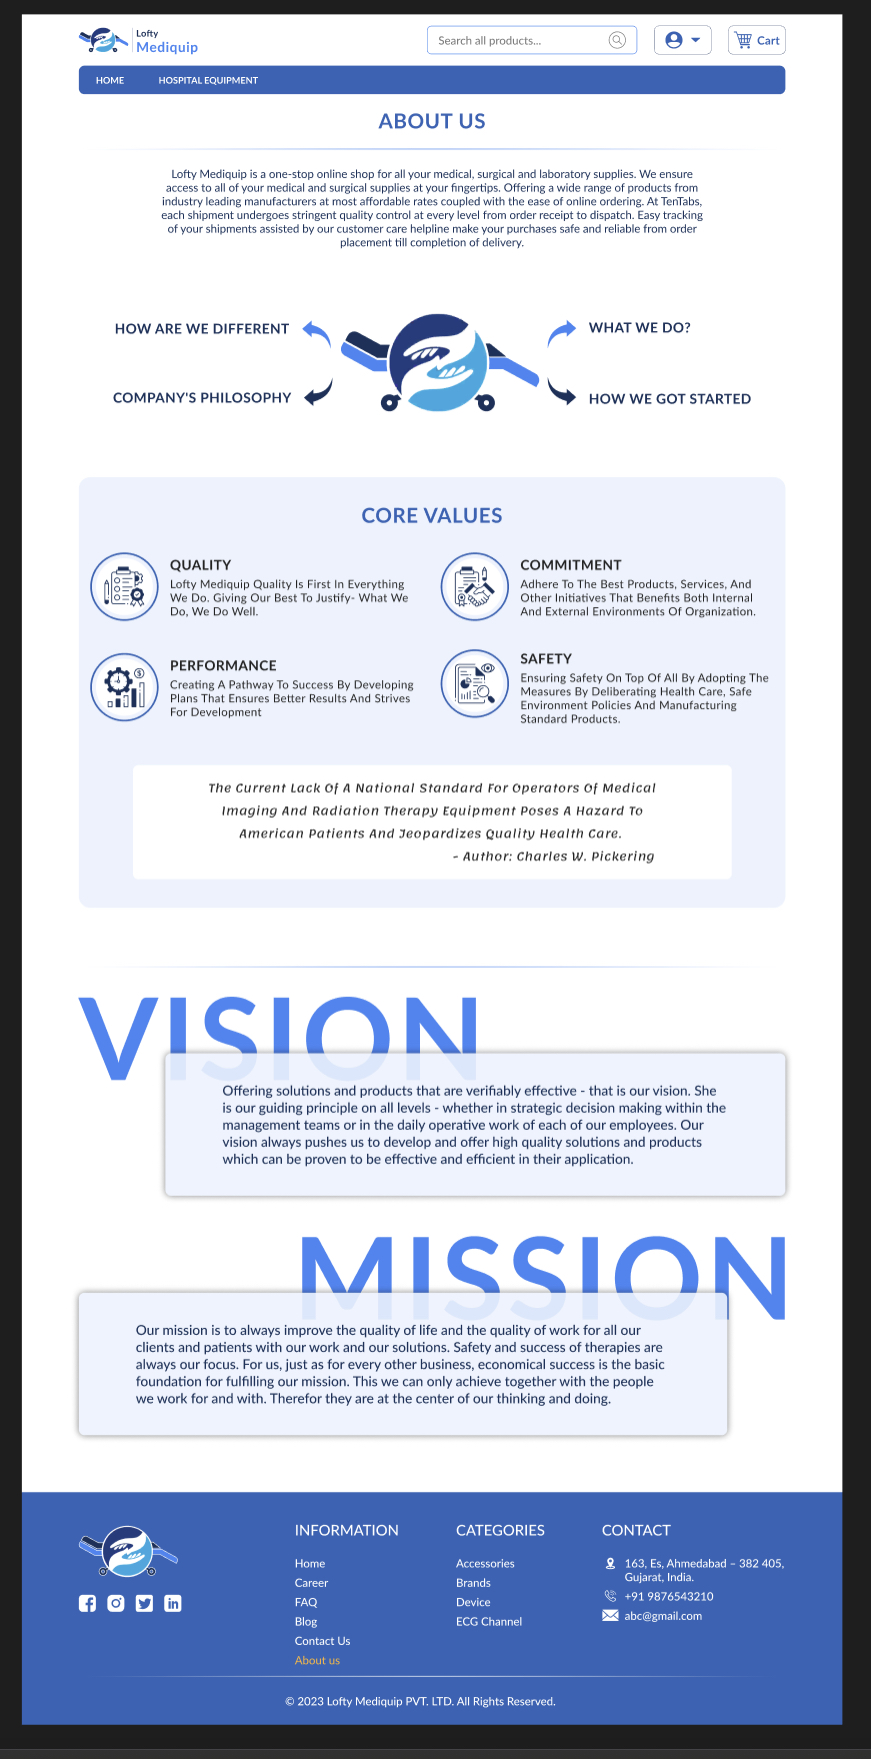 Lofty
Mediquip
Search all products...
Cart
HOME
HOSPITAL EQUIPMENT
ABOUT US
Lofty Mediquip is a one-stop online shop for all your medical, surgical and laboratory supplies. We ensure
access to all of your medical and surgical supplies at your fingertips. Offering a wide range of products from
industry leading manufacturers at most affordable rates coupled with the ease of online ordering. At TenTabs,
each shipment undergoes stringent quality control at every level from order receipt to dispatch. Easy tracking
of your shipments assisted by our customer care helpline make your purchases safe and reliable from order
placement till completion of delivery.
HOW ARE WE DIFFERENT
WHAT WE DO?
COMPANY'S PHILOSOPHY
HOW WE GOT STARTED
CORE VALUES
QUALITY
Lofty Mediquip Quality Is First In Everything
We Do. Giving Our Best To Justify- What We
Do, We Do Well.
COMMITMENT
Adhere To The Best Products, Services, And
Other Initiatives That Benefits Both Internal
And External Environments Of Organization.
PERFORMANCE
Creating A Pathway To Success By Developing
Plans That Ensures Better Results And Strives
For Development
SAFETY
Ensuring Safety On Top Of All By Adopting The
Measures By Deliberating Health Care, Safe
Environment Policies And Manufacturing
Standard Products.
The Current Lack Of A National Standard For Operators Of Medical
Imaging And Radiation Therapy Equipment Poses A Hazard To
American Patients And Jeopardizes Quality Health Care.
- Author: Charles W. Pickering
VISION
Offering solutions and products that are verifiably effective - that is our vision. She
is our guiding principle on all levels - whether in strategic decision making within the
management teams or in the daily operative work of each of our employees. Our
vision always pushes us to develop and offer high quality solutions and products
which can be proven to be effective and efficient in their application.
MISSION
Our mission is to always improve the quality of life and the quality of work for all our
clients and patients with our work and our solutions. Safety and success of therapies are
always our focus. For us, just as for every other business, economical success is the basic
foundation for fulfilling our mission. This we can only achieve together with the people
we work for and with. Therefor they are at the center of our thinking and doing.
INFORMATION
Home
Career
FAQ
Blog
Contact Us
About us
CATEGORIES
Accessories
Brands
Device
ECG Channel
CONTACT
163, Es, Ahmedabad – 382 405,
Gujarat, India.
+91 9876543210
abc@gmail.com
© 2023 Lofty Mediquip PVT. LTD. All Rights Reserved.